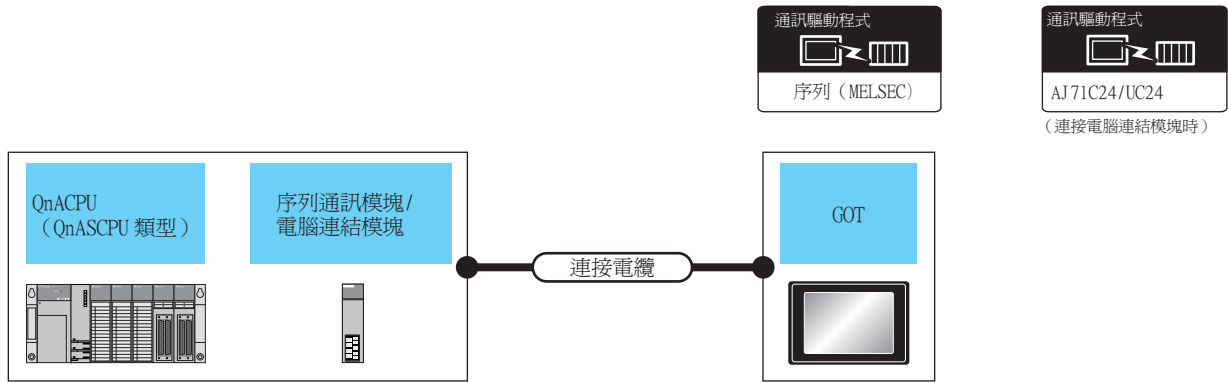 通訊驅動程式
序列（MELSEC）
通訊驅動程式
AJ71C24/UC24
（連接電腦連結模塊時）
QnACPU
（QnASCPU 類型）
序列通訊模塊/
電腦連結模塊
連接電纜
GOT